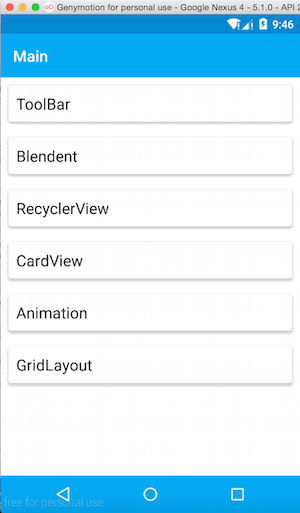 Genymotion for personal use - Google Nexus 4 - 5.1.0 - API 2
9:46
Main
ToolBar
Blendent
RecyclerView
CardView
Animation
GridLayout
free for personal use